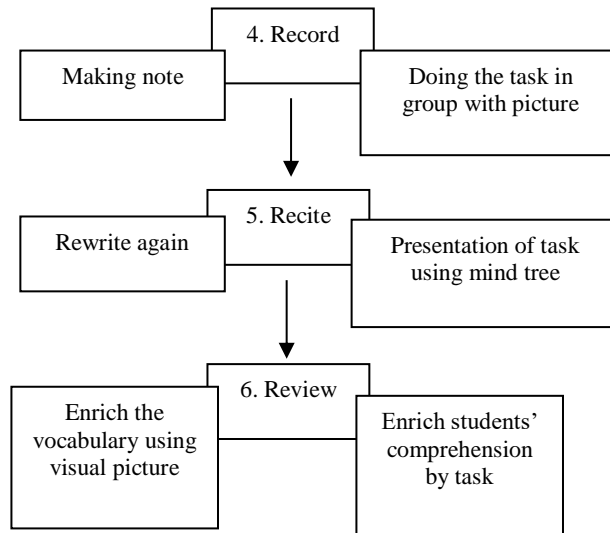 4. Record
Making note
Doing the task in
group with picture
5. Recite
Rewrite again
Presentation of task
using mind tree
6. Review
Enrich the
vocabulary using
visual picture
Enrich students’
comprehension
by task